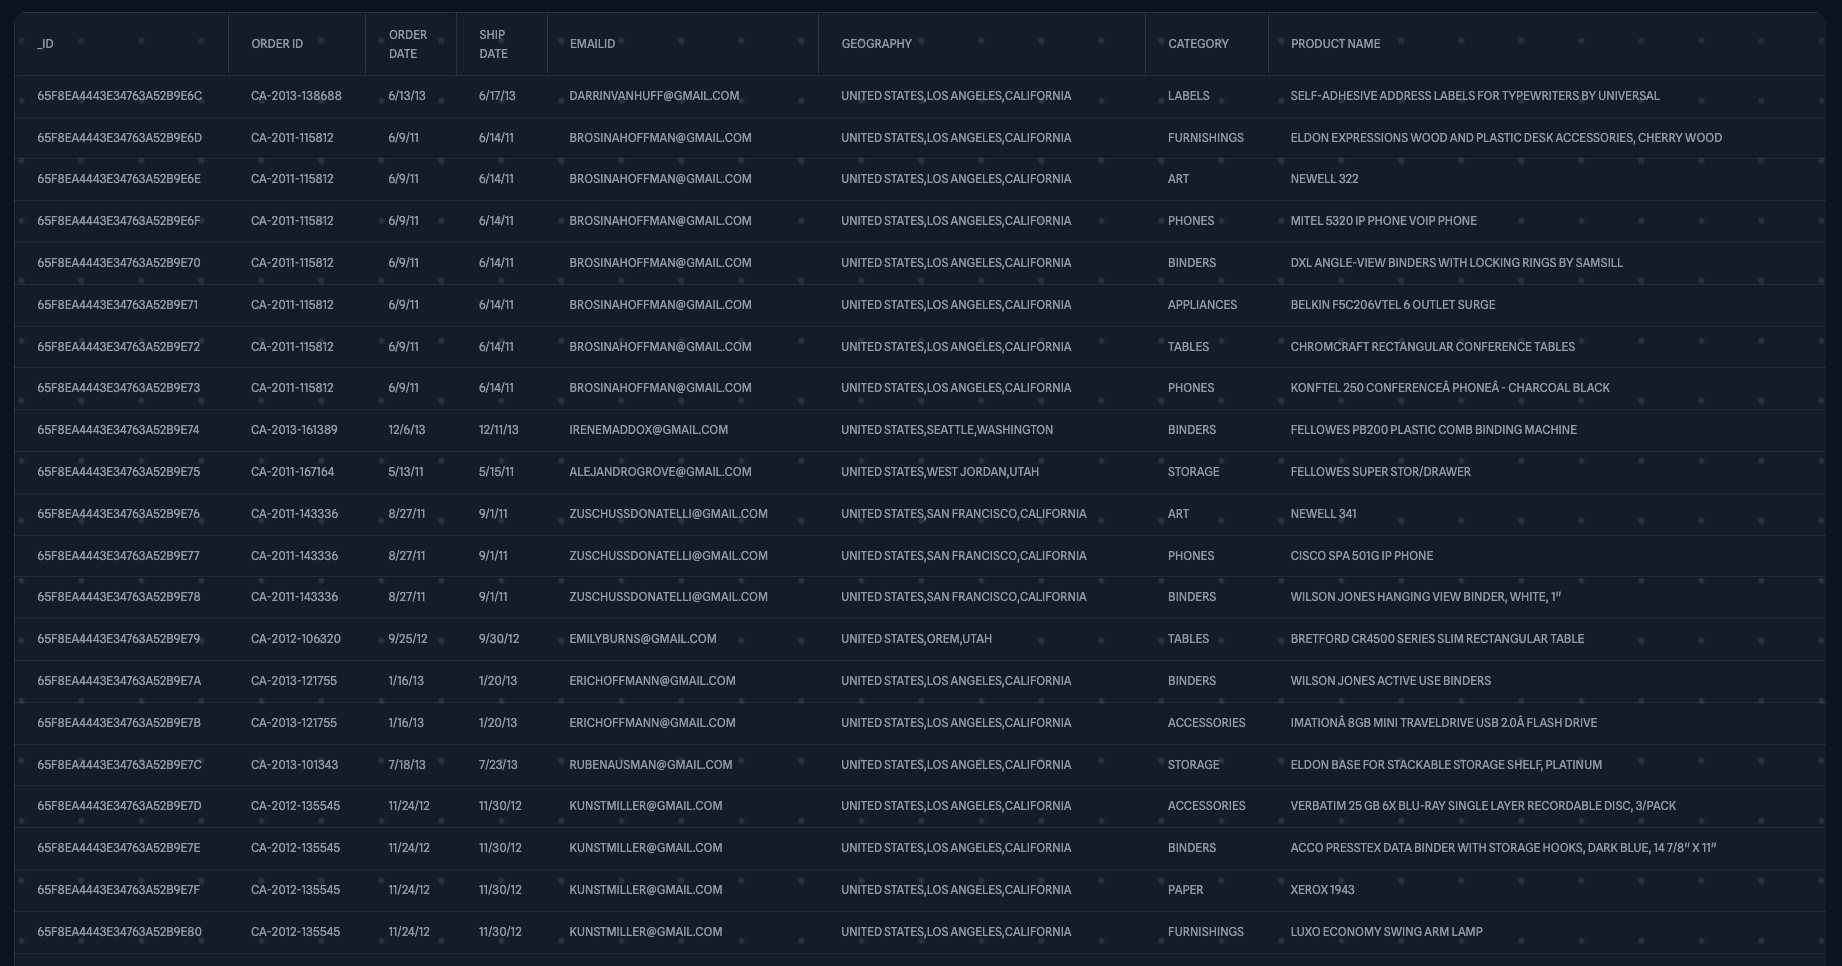 _ID ORDER ID ORDER DATE SHIP DATE EMAILID GEOGRAPHY CATEGORY PRODUCT NAME
65F8EA4443E34763A52B9E6C CA-2013-138688 6/13/13 6/17/13 DARRINVANHUFF@GMAIL.COM UNITED STATES,LOS ANGELES,CALIFORNIA LABELS SELF-ADHESIVE ADDRESS LABELS FOR TYPEWRITERS BY UNIVERSAL
65F8EA4443E34763A52B9E6D CA-2011-115812 6/9/11 6/14/11 BROSINAHOFFMAN@GMAIL.COM UNITED STATES,LOS ANGELES,CALIFORNIA FURNISHINGS ELDON EXPRESSIONS WOOD AND PLASTIC DESK ACCESSORIES, CHERRY WOOD
65F8EA4443E34763A52B9E6E CA-2011-115812 6/9/11 6/14/11 BROSINAHOFFMAN@GMAIL.COM UNITED STATES,LOS ANGELES,CALIFORNIA ART NEWELL 322
65F8EA4443E34763A52B9E6F CA-2011-115812 6/9/11 6/14/11 BROSINAHOFFMAN@GMAIL.COM UNITED STATES,LOS ANGELES,CALIFORNIA PHONES MITEL 5320 IP PHONE VOIP PHONE
65F8EA4443E34763A52B9E70 CA-2011-115812 6/9/11 6/14/11 BROSINAHOFFMAN@GMAIL.COM UNITED STATES,LOS ANGELES,CALIFORNIA BINDERS DXL ANGLE-VIEW BINDERS WITH LOCKING RINGS BY SAMSILL
65F8EA4443E34763A52B9E71 CA-2011-115812 6/9/11 6/14/11 BROSINAHOFFMAN@GMAIL.COM UNITED STATES,LOS ANGELES,CALIFORNIA APPLIANCES BELKIN F5C206VTEL 6 OUTLET SURGE
65F8EA4443E34763A52B9E72 CA-2011-115812 6/9/11 6/14/11 BROSINAHOFFMAN@GMAIL.COM UNITED STATES,LOS ANGELES,CALIFORNIA TABLES CHROMCRAFT RECTANGULAR CONFERENCE TABLES
65F8EA4443E34763A52B9E73 CA-2011-115812 6/9/11 6/14/11 BROSINAHOFFMAN@GMAIL.COM UNITED STATES,LOS ANGELES,CALIFORNIA PHONES KONFTEL 250 CONFERENCEÂ PHONEÂ - CHARCOAL BLACK
65F8EA4443E34763A52B9E74 CA-2013-161389 12/6/13 12/11/13 IRENEMADDOX@GMAIL.COM UNITED STATES,SEATTLE,WASHINGTON BINDERS FELLOWES PB200 PLASTIC COMB BINDING MACHINE
65F8EA4443E34763A52B9E75 CA-2011-167164 5/13/11 5/15/11 ALEJANDROGROVE@GMAIL.COM UNITED STATES,WEST JORDAN,UTAH STORAGE FELLOWES SUPER STOR/DRAWER
65F8EA4443E34763A52B9E76 CA-2011-143336 8/27/11 9/1/11 ZUSCHUSSDONATELLI@GMAIL.COM UNITED STATES,SAN FRANCISCO,CALIFORNIA ART NEWELL 341
65F8EA4443E34763A52B9E77 CA-2011-143336 8/27/11 9/1/11 ZUSCHUSSDONATELLI@GMAIL.COM UNITED STATES,SAN FRANCISCO,CALIFORNIA PHONES CISCO SPA 501G IP PHONE
65F8EA4443E34763A52B9E78 CA-2011-143336 8/27/11 9/1/11 ZUSCHUSSDONATELLI@GMAIL.COM UNITED STATES,SAN FRANCISCO,CALIFORNIA BINDERS WILSON JONES HANGING VIEW BINDER, WHITE, 1"
65F8EA4443E34763A52B9E79 CA-2012-106320 9/25/12 9/30/12 EMILYBURNS@GMAIL.COM UNITED STATES,OREM,UTAH TABLES BRETFORD CR4500 SERIES SLIM RECTANGULAR TABLE
65F8EA4443E34763A52B9E7A CA-2013-121755 1/16/13 1/20/13 ERICHOFFMANN@GMAIL.COM UNITED STATES,LOS ANGELES,CALIFORNIA BINDERS WILSON JONES ACTIVE USE BINDERS
65F8EA4443E34763A52B9E7B CA-2013-121755 1/16/13 1/20/13 ERICHOFFMANN@GMAIL.COM UNITED STATES,LOS ANGELES,CALIFORNIA ACCESSORIES IMATIONÂ 8GB MINI TRAVELDRIVE USB 2.0Â FLASH DRIVE
65F8EA4443E34763A52B9E7C CA-2013-101343 7/18/13 7/23/13 RUBENAUSMAN@GMAIL.COM UNITED STATES,LOS ANGELES,CALIFORNIA STORAGE ELDON BASE FOR STACKABLE STORAGE SHELF, PLATINUM
65F8EA4443E34763A52B9E7D CA-2012-135545 11/24/12 11/30/12 KUNSTMILLER@GMAIL.COM UNITED STATES,LOS ANGELES,CALIFORNIA ACCESSORIES VERBATIM 25 GB 6X BLU-RAY SINGLE LAYER RECORDABLE DISC, 3/PACK
65F8EA4443E34763A52B9E7E CA-2012-135545 11/24/12 11/30/12 KUNSTMILLER@GMAIL.COM UNITED STATES,LOS ANGELES,CALIFORNIA BINDERS ACCO PRESSTEX DATA BINDER WITH STORAGE HOOKS, DARK BLUE, 14 7/8" X 11"
65F8EA4443E34763A52B9E7F CA-2012-135545 11/24/12 11/30/12 KUNSTMILLER@GMAIL.COM UNITED STATES,LOS ANGELES,CALIFORNIA PAPER XEROX 1943
65F8EA4443E34763A52B9E80 CA-2012-135545 11/24/12 11/30/12 KUNSTMILLER@GMAIL.COM UNITED STATES,LOS ANGELES,CALIFORNIA FURNISHINGS LUXO ECONOMY SWING ARM LAMP